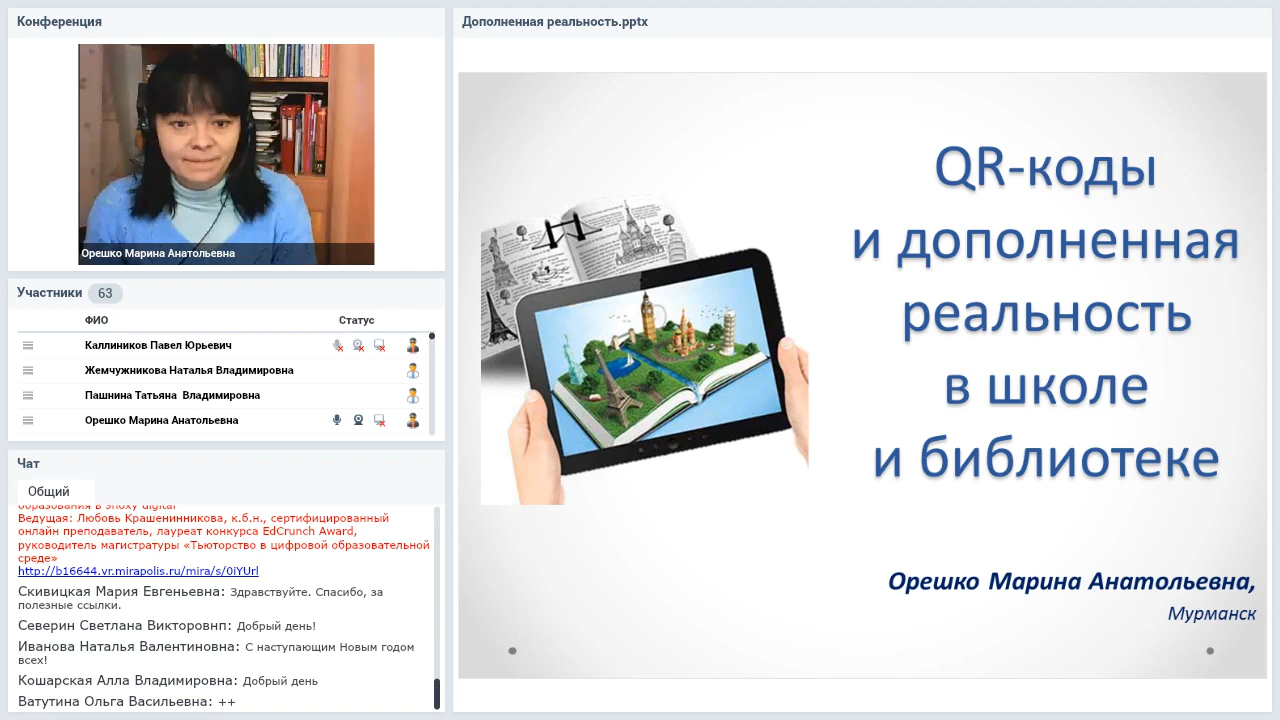 Конференция
Орешко Марина Анатольевна
Участники 63
ФИО Статус
Каллиников Павел Юрьевич
Жемчужникова Наталья Владимировна
Пашнина Татьяна Владимировна
Орешко Марина Анатольевна
Чат
Общий
образования в эпоху digital
Ведущая: Любовь Крашенинникова, к.б.н., сертифицированный
онлайн преподаватель, лауреат конкурса EdCrunch Award,
руководитель магистратуры «Тьюторство в цифровой образовательной
среде»
http://b16644.vr.mirapolis.ru/mira/s/0iYUrl
Скивицкая Мария Евгеньевна: Здравствуйте. Спасибо, за
полезные ссылки.
Северин Светлана Викторовнп: Добрый день!
Иванова Наталья Валентиновна: С наступающим Новым годом
всех!
Кошарская Алла Владимировна: Добрый день
Ватутина Ольга Васильевна: ++
Дополненная реальность.pptx
QR-коды
и дополненная
реальность
в школе
и библиотеке
Орешко Марина Анатольевна,
Мурманск